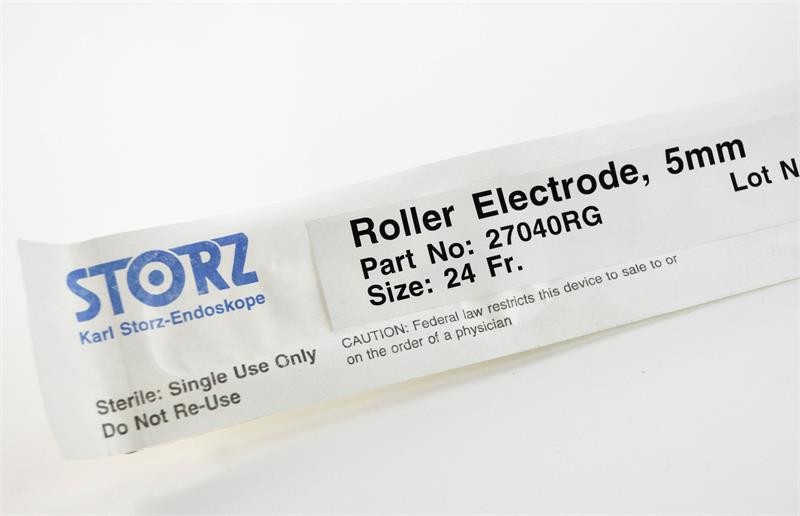 STORZ
Karl Storz-Endoskope
Sterile: Single Use Only
Do Not Re-Use
Roller Electrode, 5mm
Part No: 27040RG
Size: 24 Fr.
Lot N
CAUTION: Federal law restricts this device to sale to or
on the order of a physician